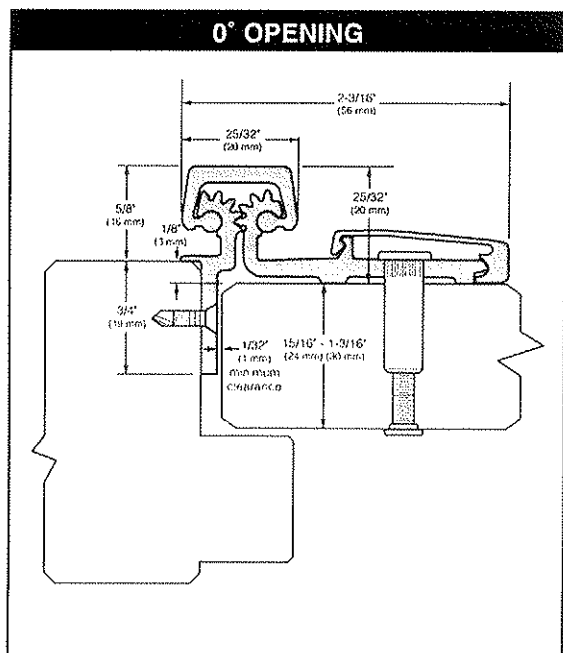 0° OPENING
2-3/16"
(56 mm)
25/32"
(20 mm)
5/8"
(16 mm)
1/8"
(3 mm)
25/32"
(20 mm)
3/4"
(19 mm)
1/32"
(1 mm)
minimum
clearance
15/16" - 1-3/16"
(24 mm) (30 mm)